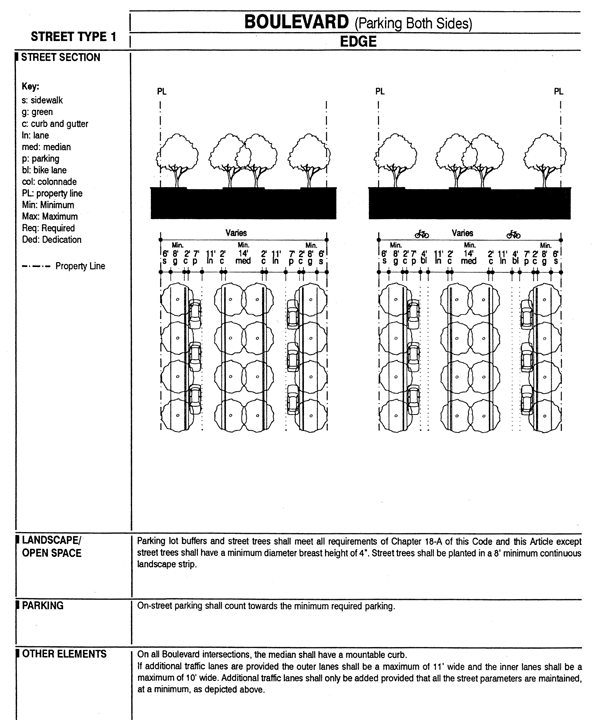 BOULEVARD (Parking Both Sides)
STREET TYPE 1
EDGE
STREET SECTION
Key:
s: sidewalk
g: green
c: curb and gutter
ln: lane
med: median
p: parking
bl: bike lane
col: colonnade
PL: property line
Min: Minimum
Max: Maximum
Req: Required
Ded: Dedication
Property Line
PL
PL
PL
Varies
Min. Min. Min.
6' 8' 2' 7' 11' 2' 14' 2' 11' 7' 2' 8' 6'
s g c p ln c med c ln p c g s
Varies
Min. Min. Min.
6' 8' 2' 7' 4' 11' 2' 14' 2' 11' 4' 7' 2' 8' 6'
s g c p bl ln c med c ln bl p c g s
LANDSCAPE/
OPEN SPACE
Parking lot buffers and street trees shall meet all requirements of Chapter 18-A of this Code and this Article except
street trees shall have a minimum diameter breast height of 4". Street trees shall be planted in a 8' minimum continuous
landscape strip.
PARKING
On-street parking shall count towards the minimum required parking.
OTHER ELEMENTS
On all Boulevard intersections, the median shall have a mountable curb.
If additional traffic lanes are provided the outer lanes shall be a maximum of 11' wide and the inner lanes shall be a
maximum of 10' wide. Additional traffic lanes shall only be added provided that all the street parameters are maintained,
at a minimum, as depicted above.